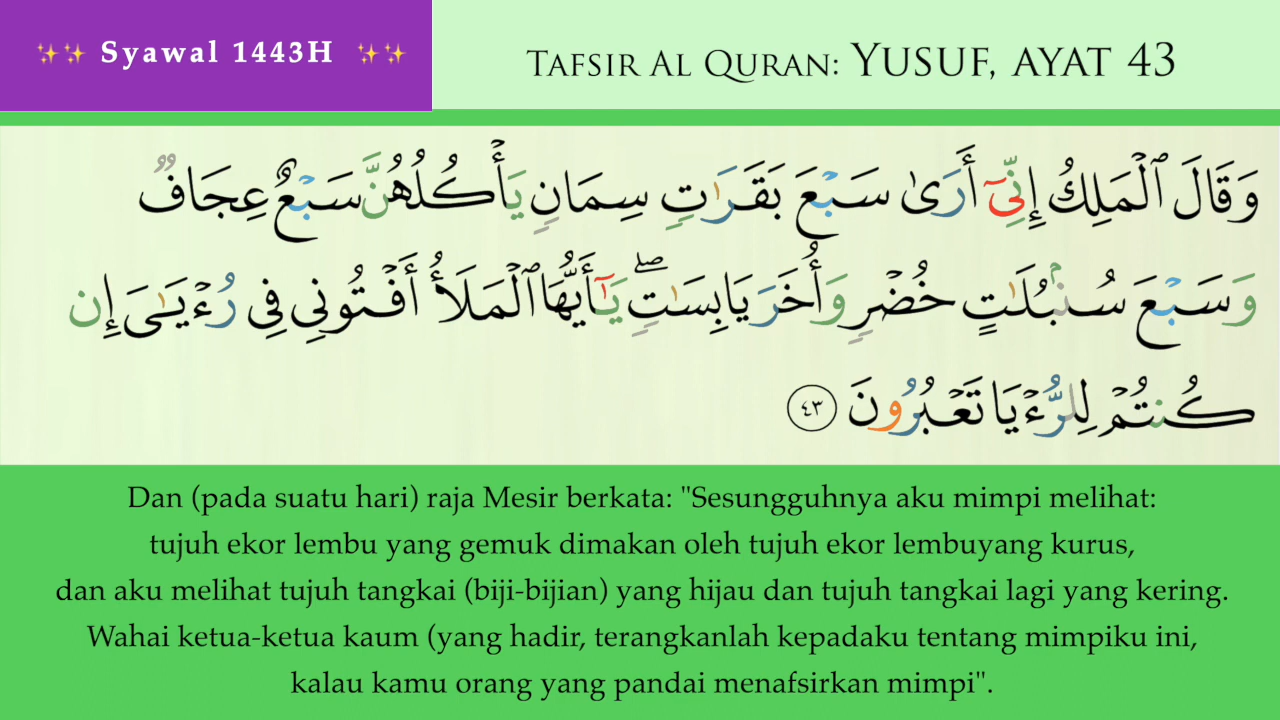 ✨✨ Syawal 1443H ✨✨
Tafsir Al Quran: Yusuf, ayat 43
وَقَالَ ٱلْمَلِكُ إِنِّىٓ أَرَىٰ سَبْعَ بَقَرَٰتٍ سِمَانٍ يَأْكُلُهُنَّ سَبْعٌ عِجَافٌ
وَسَبْعَ سُنۢبُلَٰتٍ خُضْرٍ وَأُخَرَ يَابِسَٰتٍ ۖ يَٰٓأَيُّهَا ٱلْمَلَأُ أَفْتُونِى فِى رُءْيَٰىَ إِن
كُنتُمْ لِلرُّءْيَا تَعْبُرُونَ ٤٣
Dan (pada suatu hari) raja Mesir berkata: "Sesungguhnya aku mimpi melihat:
tujuh ekor lembu yang gemuk dimakan oleh tujuh ekor lembuyang kurus,
dan aku melihat tujuh tangkai (biji-bijian) yang hijau dan tujuh tangkai lagi yang kering.
Wahai ketua-ketua kaum (yang hadir, terangkanlah kepadaku tentang mimpiku ini,
kalau kamu orang yang pandai menafsirkan mimpi".